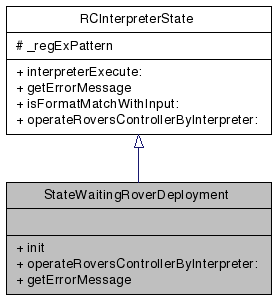 RCInterpreterState
# _regExPattern
+ interpreterExecute:
+ getErrorMessage
+ isFormatMatchWithInput:
+ operateRoversControllerByInterpreter:
StateWaitingRoverDeployment
+ init
+ operateRoversControllerByInterpreter:
+ getErrorMessage